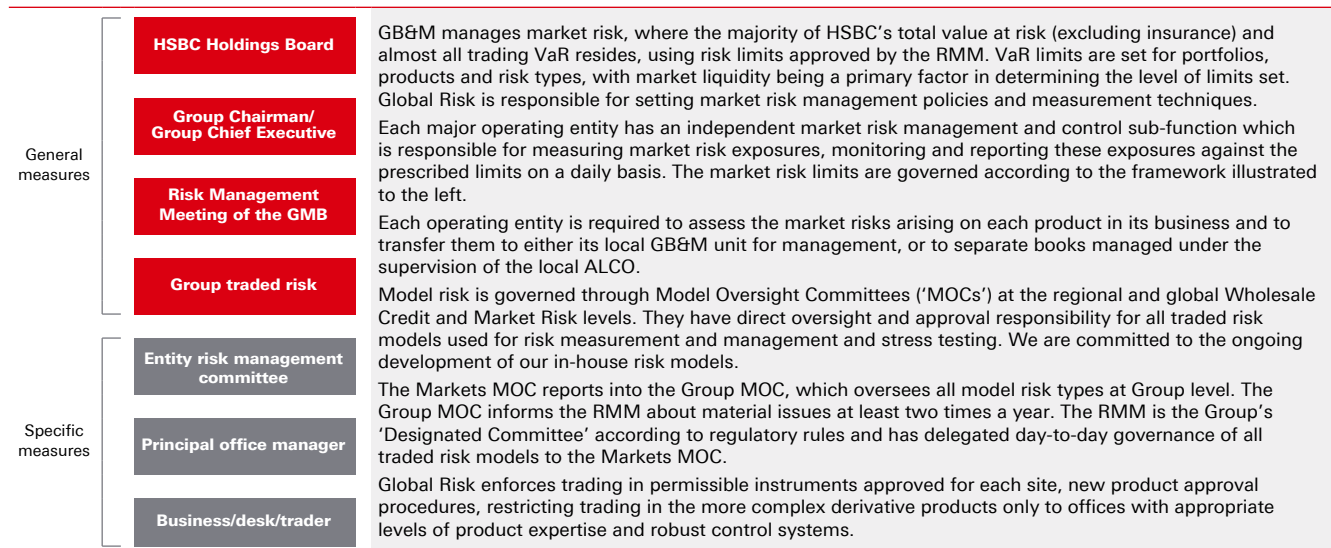 HSBC Holdings Board
Group Chairman/
Group Chief Executive
General
measures
Risk Management
Meeting of the GMB
Group traded risk
Entity risk management
committee
Specific
measures
Principal office manager
Business/desk/trader
GB&M manages market risk, where the majority of HSBC's total value at risk (excluding insurance) and
almost all trading VaR resides, using risk limits approved by the RMM. VaR limits are set for portfolios,
products and risk types, with market liquidity being a primary factor in determining the level of limits set.
Global Risk is responsible for setting market risk management policies and measurement techniques.
Each major operating entity has an independent market risk management and control sub-function which
is responsible for measuring market risk exposures, monitoring and reporting these exposures against the
prescribed limits on a daily basis. The market risk limits are governed according to the framework illustrated
to the left.
Each operating entity is required to assess the market risks arising on each product in its business and to
transfer them to either its local GB&M unit for management, or to separate books managed under the
supervision of the local ALCO.
Model risk is governed through Model Oversight Committees ('MOCs') at the regional and global Wholesale
Credit and Market Risk levels. They have direct oversight and approval responsibility for all traded risk
models used for risk measurement and management and stress testing. We are committed to the ongoing
development of our in-house risk models.
The Markets MOC reports into the Group MOC, which oversees all model risk types at Group level. The
Group MOC informs the RMM about material issues at least two times a year. The RMM is the Group's
'Designated Committee' according to regulatory rules and has delegated day-to-day governance of all
traded risk models to the Markets MOC.
Global Risk enforces trading in permissible instruments approved for each site, new product approval
procedures, restricting trading in the more complex derivative products only to offices with appropriate
levels of product expertise and robust control systems.